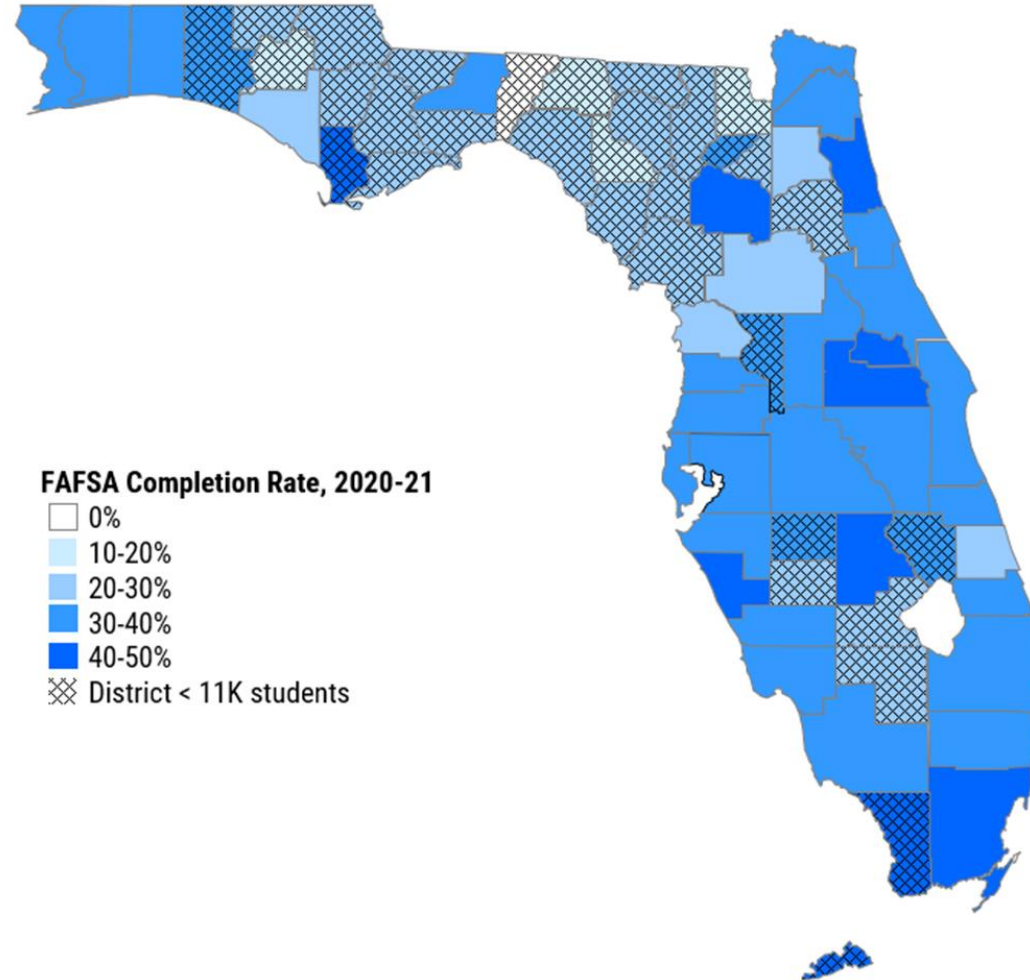 FAFSA Completion Rate, 2020-21
0%
10-20%
20-30%
30-40%
40-50%
District < 11K students